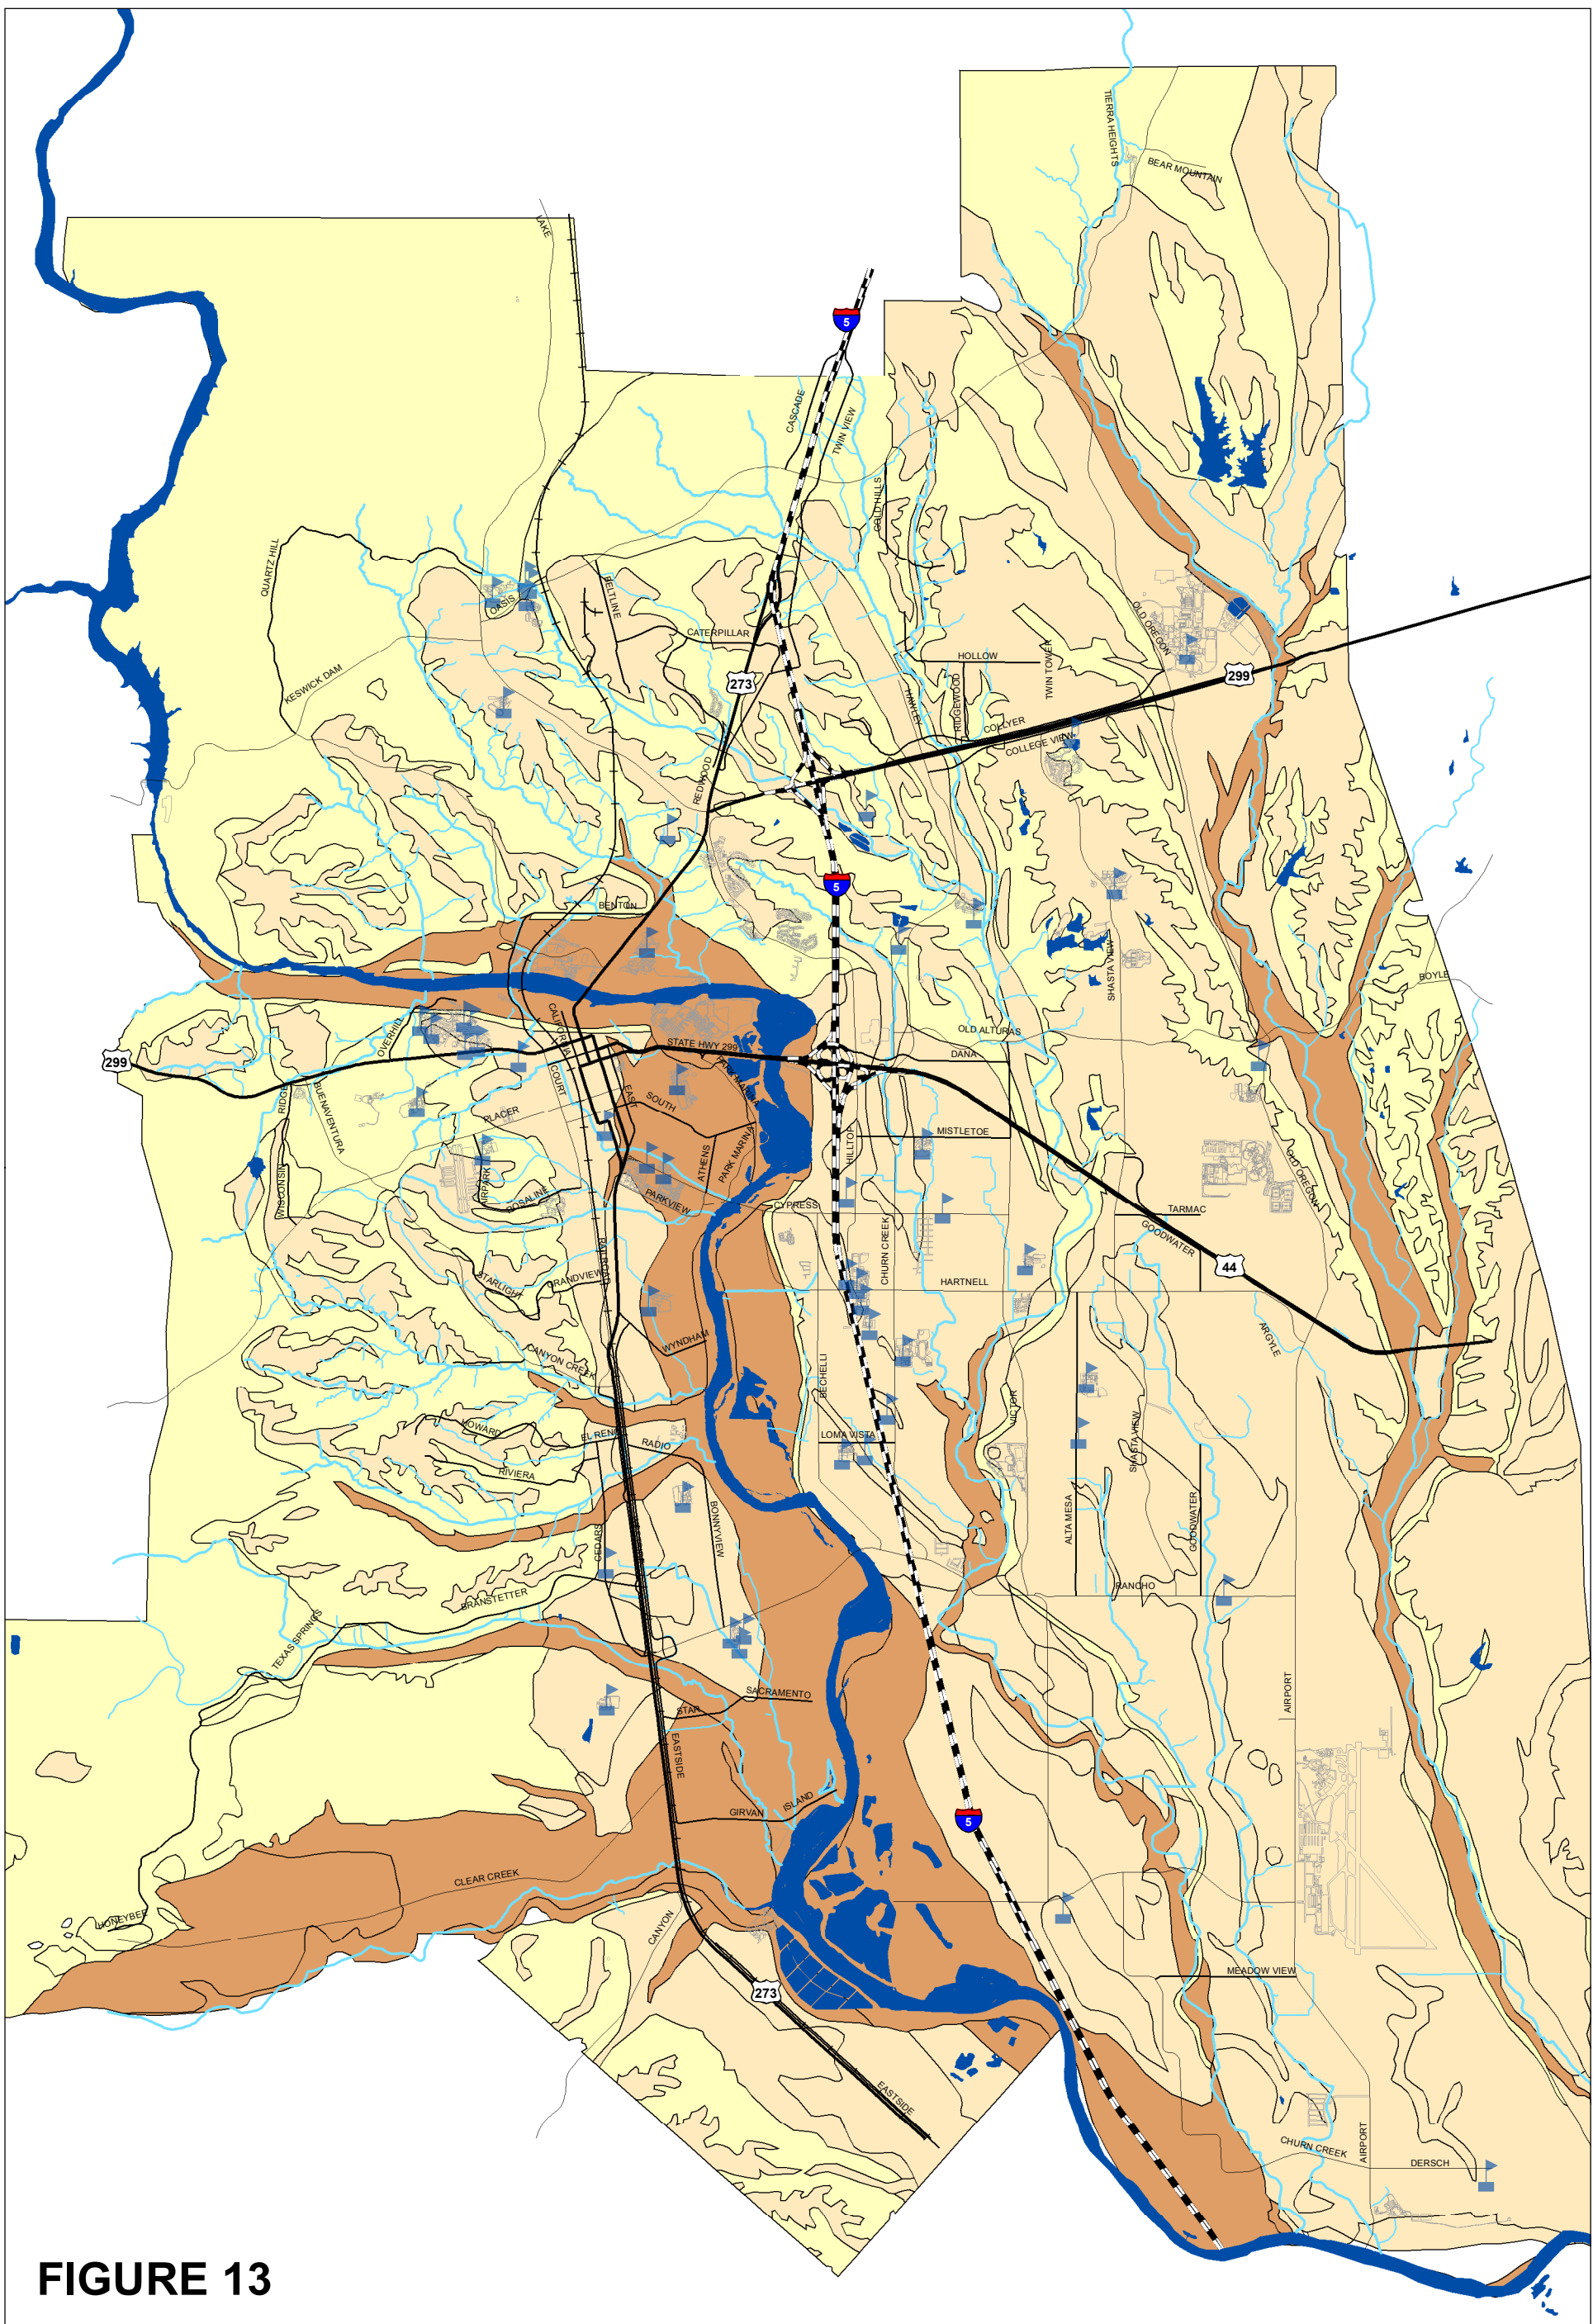 TIERRA HEIGHTS
BEAR MOUNTAIN
LAKE
5
CASCADE
TWIN VIEW
GOLD HILLS
QUARTZ HILL
OASIS
BELTLINE
CATERPILLAR
OLD OREGON
HOLLOW
TWIN TOWER
RIDGEWOOD
HAWLEY
273
299
KESWICK DAM
COLLYER
COLLEGE VIEW
REDWOOD
5
BENTON
SHASTA VIEW
BOYLE
OVERHILL
CALIFORNIA
OLD ALTURAS
STATE HWY 299
DANA
299
PARK MARINA
COURT
EAST
SOUTH
RIDGE
BUENAVENTURA
PLACER
MISTLETOE
HILLTOP
ATHENS
PARK MARINA
OLD OREGON
WISCONSIN
AIRPARK
ROSALINE
PARKVIEW
CYPRESS
TARMAC
GOODWATER
RAILROAD
CHURN CREEK
44
STARLIGHT
GRANDVIEW
HARTNELL
ARGYLE
WYNDHAM
CANYON CREEK
BECHELLI
VICTOR
SHASTA VIEW
HOWARD
EL RENO
RADIO
LOMA VISTA
RIVIERA
ALTA MESA
GOODWATER
BONNYVIEW
CEDARS
BRANSTETTER
RANCHO
TEXAS SPRINGS
AIRPORT
SACRAMENTO
STAR
EASTSIDE
ISLAND
GIRVAN
5
CLEAR CREEK
HONEYBEE
CANYON
MEADOW VIEW
273
EASTSIDE
CHURN CREEK
AIRPORT
DERSCH
FIGURE 13